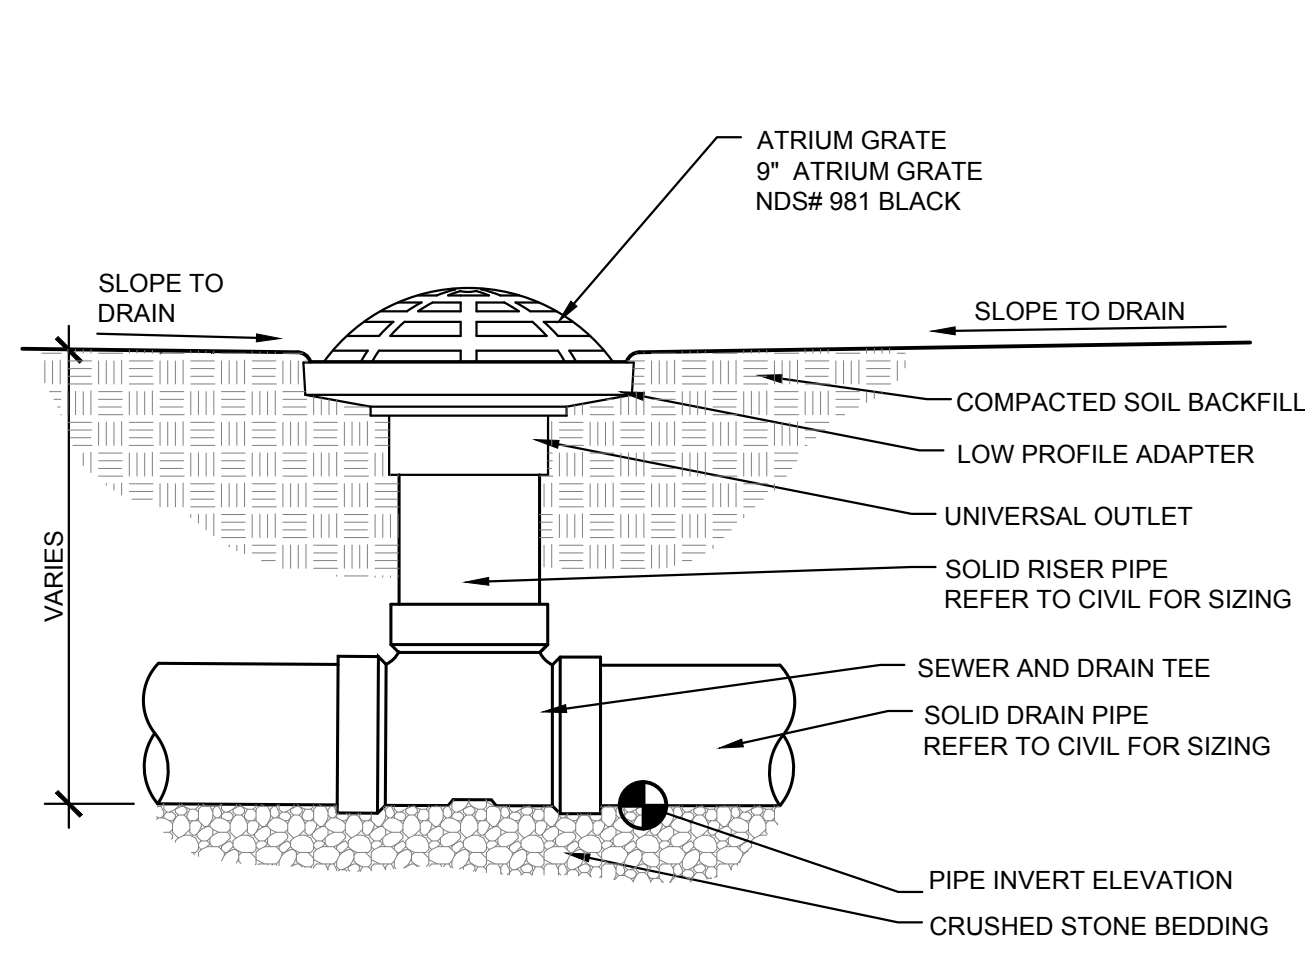 ATRIUM GRATE
9" ATRIUM GRATE
NDS# 981 BLACK
SLOPE TO
DRAIN
SLOPE TO DRAIN
COMPACTED SOIL BACKFILL
LOW PROFILE ADAPTER
UNIVERSAL OUTLET
VARIES
SOLID RISER PIPE
REFER TO CIVIL FOR SIZING
SEWER AND DRAIN TEE
SOLID DRAIN PIPE
REFER TO CIVIL FOR SIZING
PIPE INVERT ELEVATION
CRUSHED STONE BEDDING